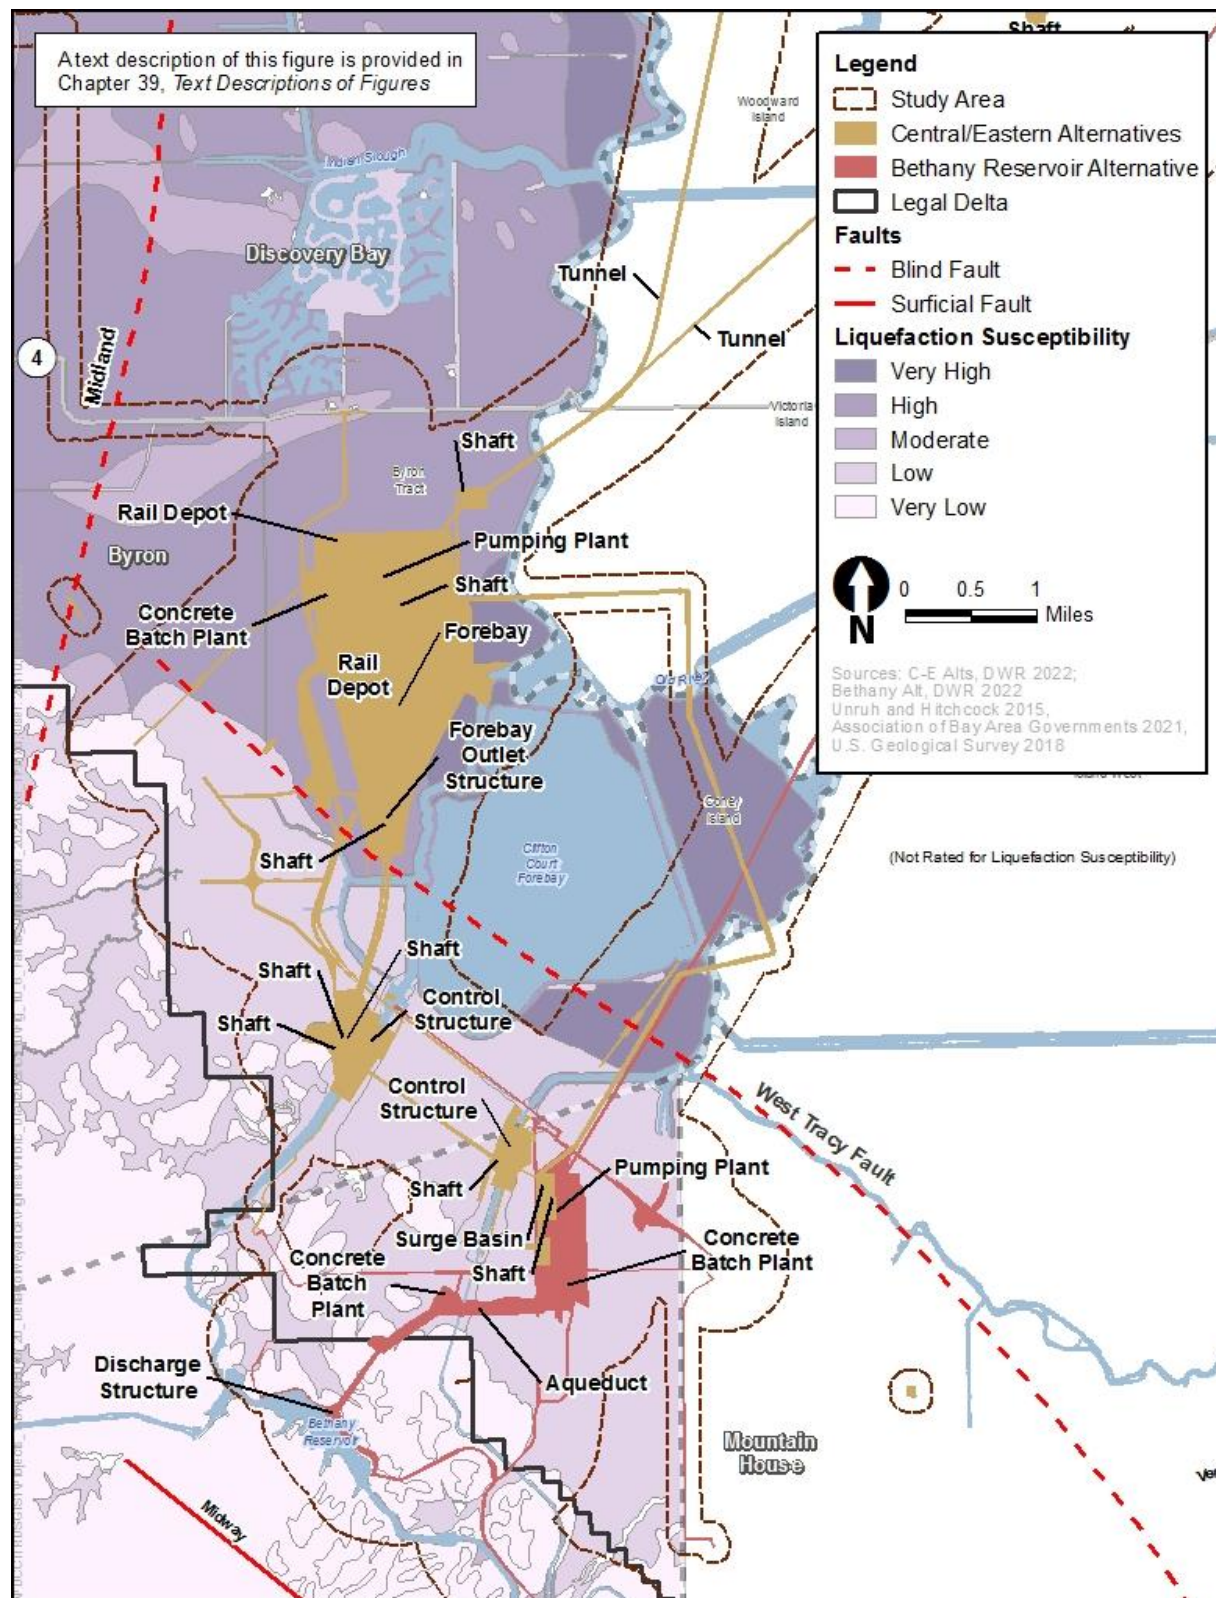 A text description of this figure is provided in
Chapter 39, Text Descriptions of Figures
Shaft
Woodward
Island
Legend
Study Area
Central/Eastern Alternatives
Bethany Reservoir Alternative
Legal Delta
Faults
Blind Fault
Surficial Fault
Liquefaction Susceptibility
Very High
High
Moderate
Low
Very Low
N
0 0.5 1
Miles
Sources: C-E Alts, DWR 2022;
Bethany Alt, DWR 2022
Unruh and Hitchcock 2015,
Association of Bay Area Governments 2021,
U.S. Geological Survey 2018
Indian Slough
Discovery Bay
Tunnel
Tunnel
4
Midland
Victoria
Island
Shaft
Byron
Tract
Rail Depot
Pumping Plant
Byron
Shaft
Concrete
Batch Plant
Forebay
Rail
Depot
Old River
Forebay
Outlet
Structure
Coney
Island
Shaft
Clifton
Court
Forebay
(Not Rated for Liquefaction Susceptibility)
Shaft
Shaft
Control
Structure
Shaft
Control
Structure
West Tracy Fault
Pumping Plant
Shaft
Surge Basin
Concrete
Batch Plant
Shaft
Concrete
Batch
Plant
Discharge
Structure
Aqueduct
Bethany
Reservoir
Mountain
House
Midway